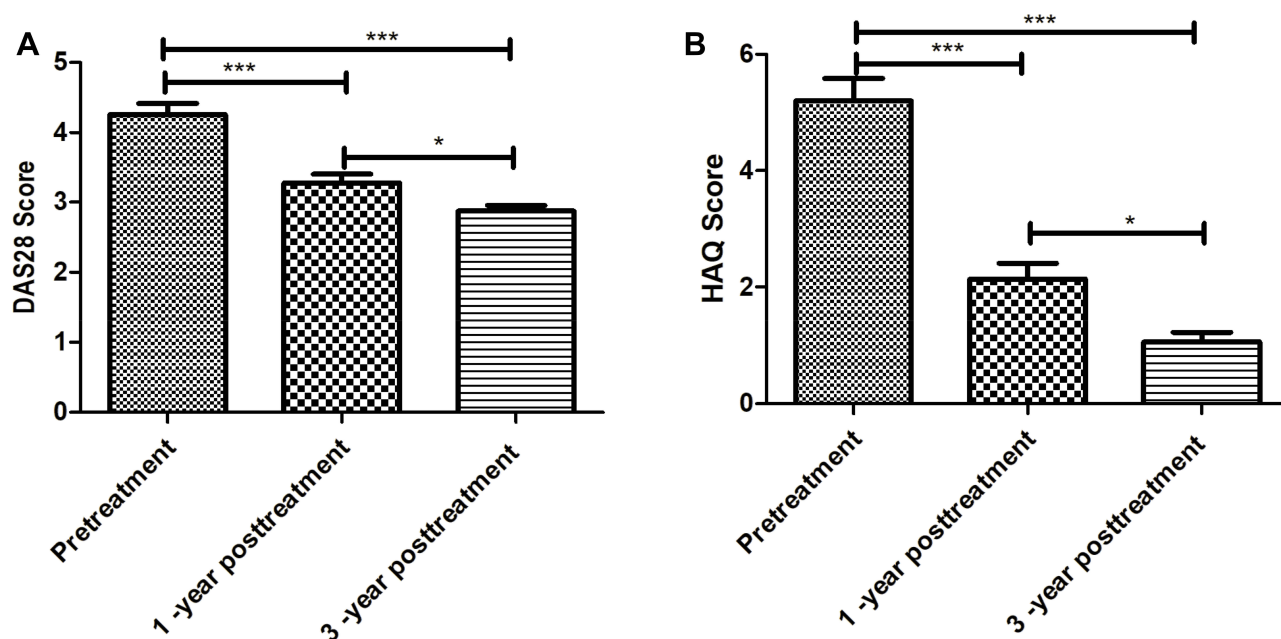 A
***
***
*
5
4
3
2
1
0
DAS28 Score
Pretreatment
1 -year posttreatment
3 -year posttreatment
B
***
***
*
6
4
2
0
HAQ Score
Pretreatment
1 -year posttreatment
3 -year posttreatment